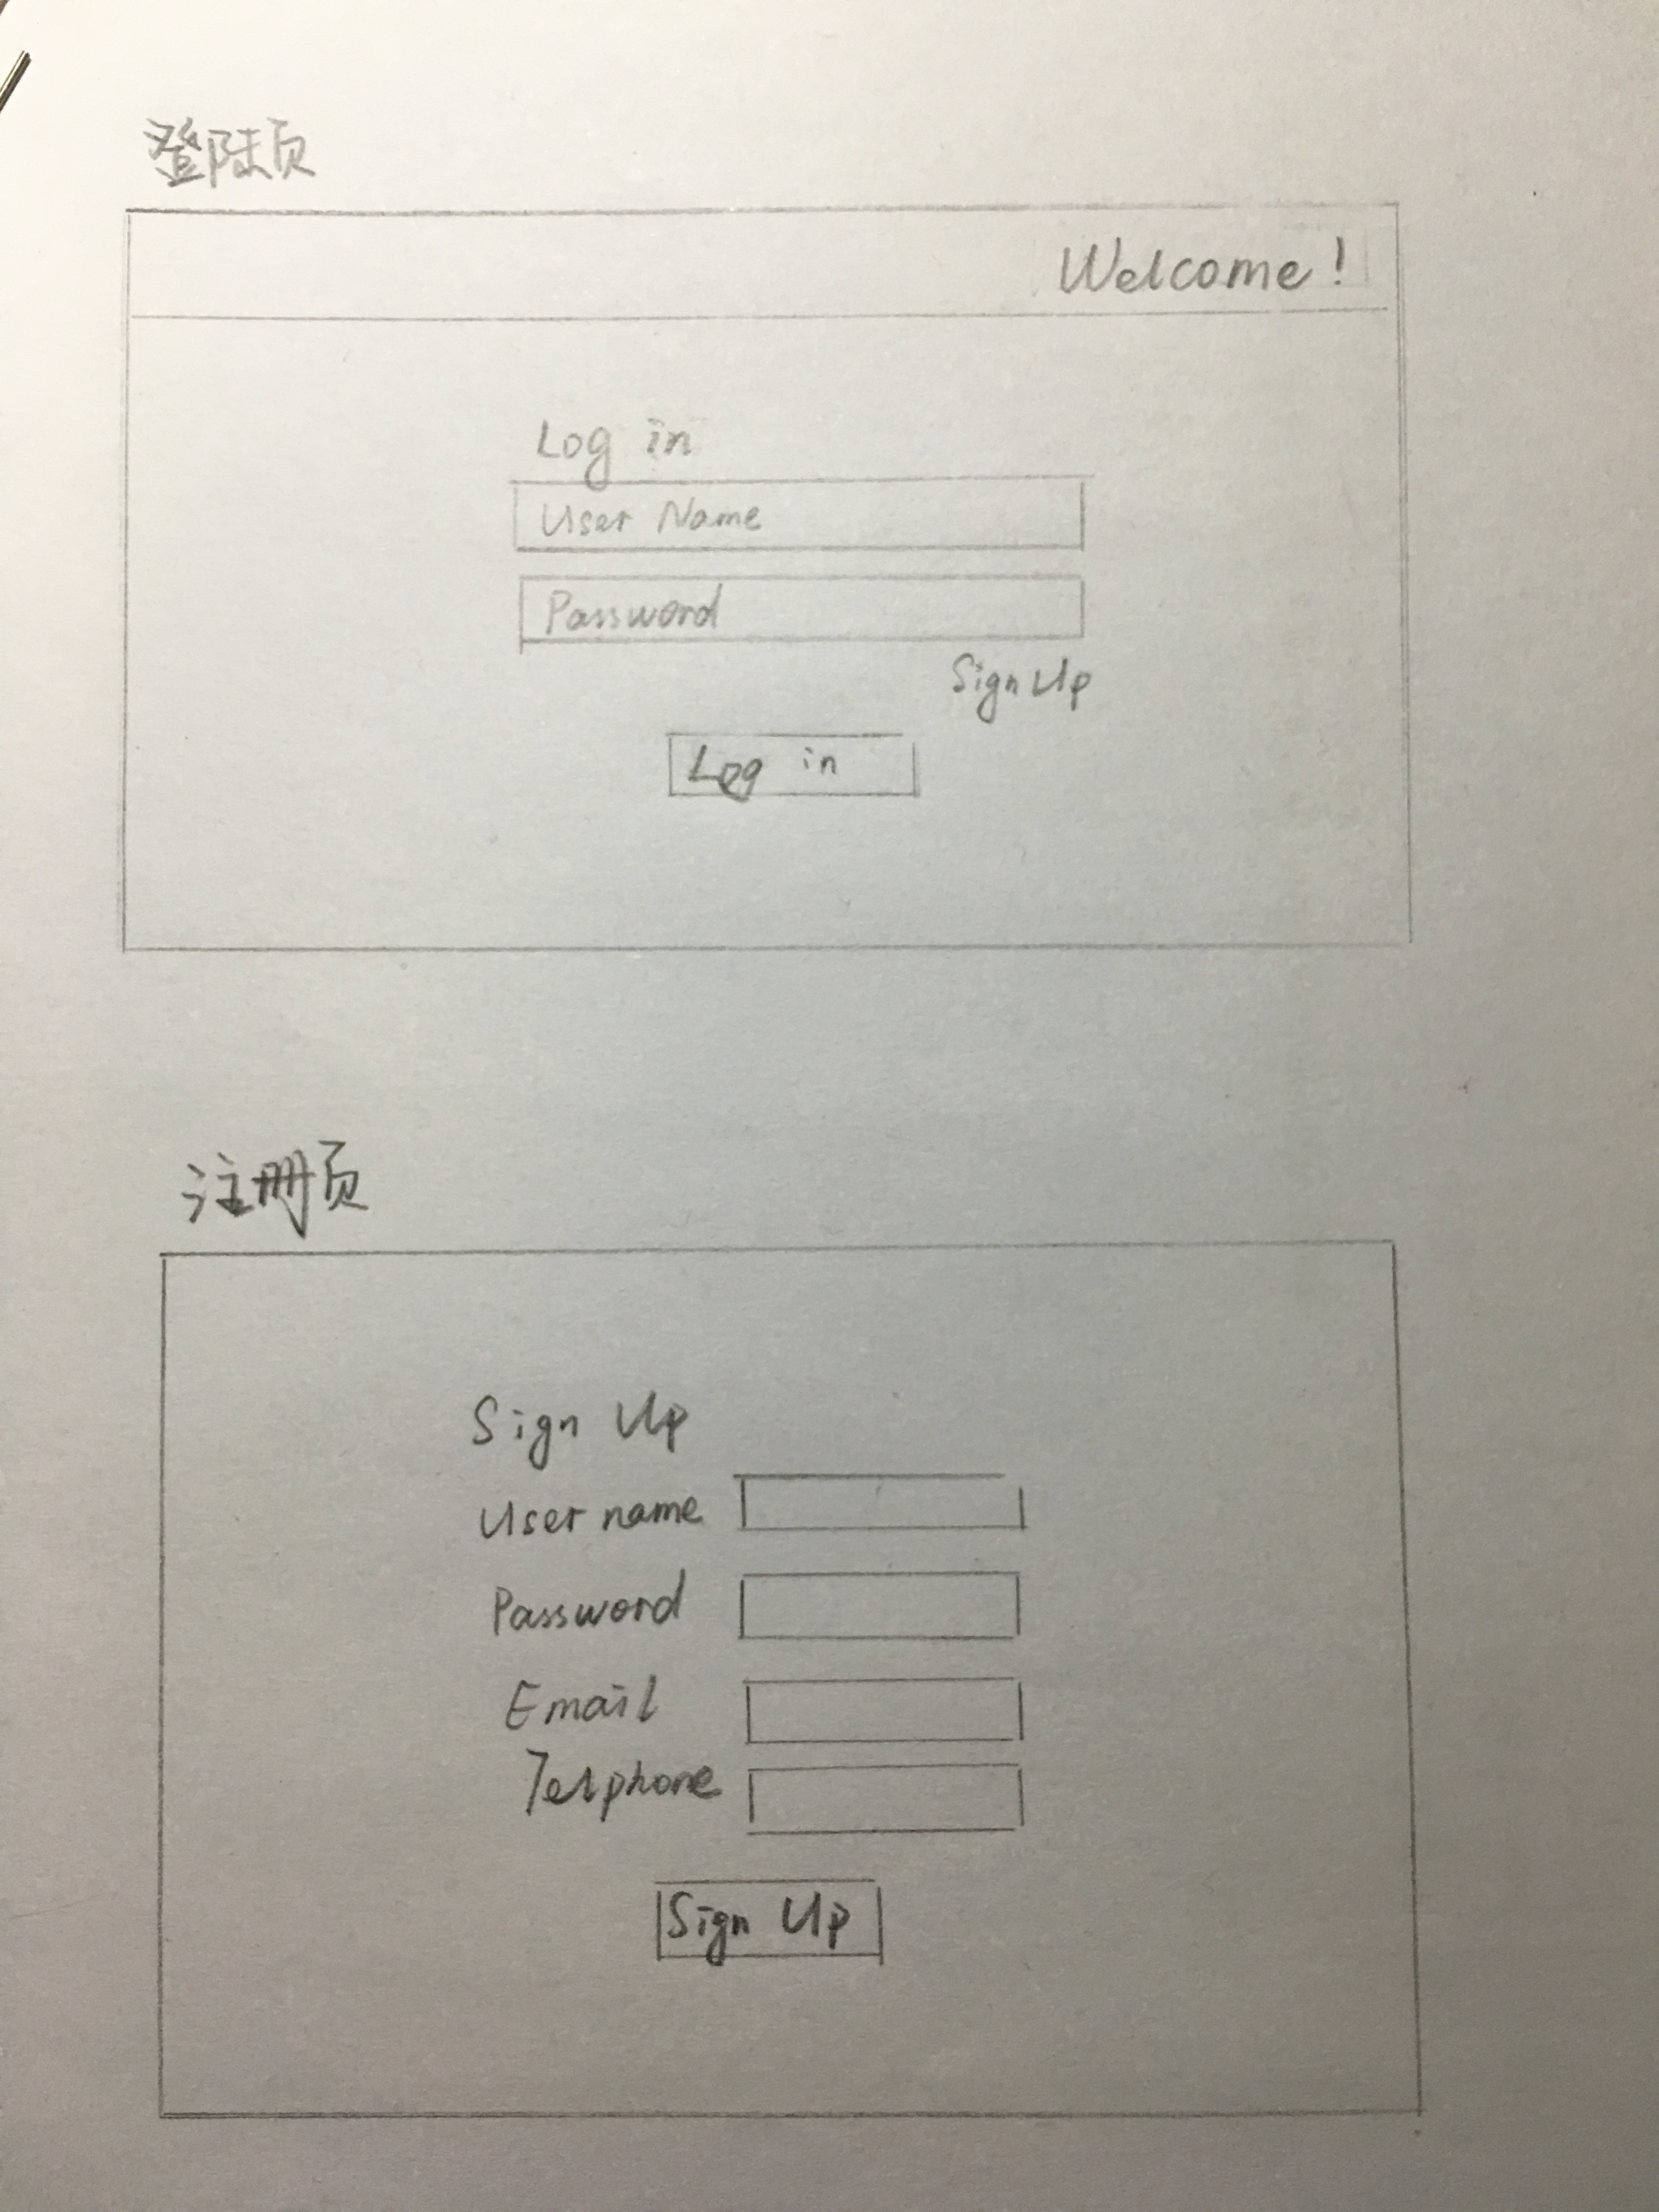 登陆页
Welcome!
Log in
User Name
Password
Sign Up
Log in
注册页
Sign Up
User name
Password
Email
Telphone
Sign Up